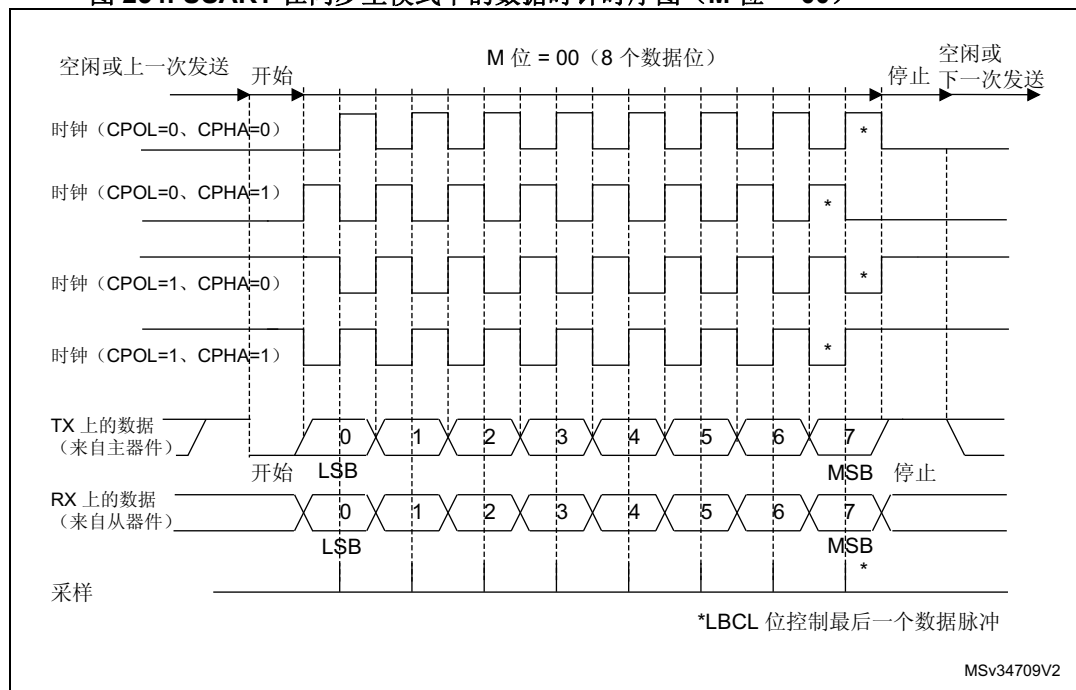 M 位 = 00（8 个数据位）
空闲或上一次发送
开始
停止
空闲或
下一次发送
时钟（CPOL=0、CPHA=0）
*
时钟（CPOL=0、CPHA=1）
*
时钟（CPOL=1、CPHA=0）
*
时钟（CPOL=1、CPHA=1）
*
TX 上的数据
（来自主器件）
0 1 2 3 4 5 6 7
开始 LSB MSB 停止
RX 上的数据
（来自从器件）
0 1 2 3 4 5 6 7
LSB MSB
*
采样
*LBCL 位控制最后一个数据脉冲
MSv34709V2